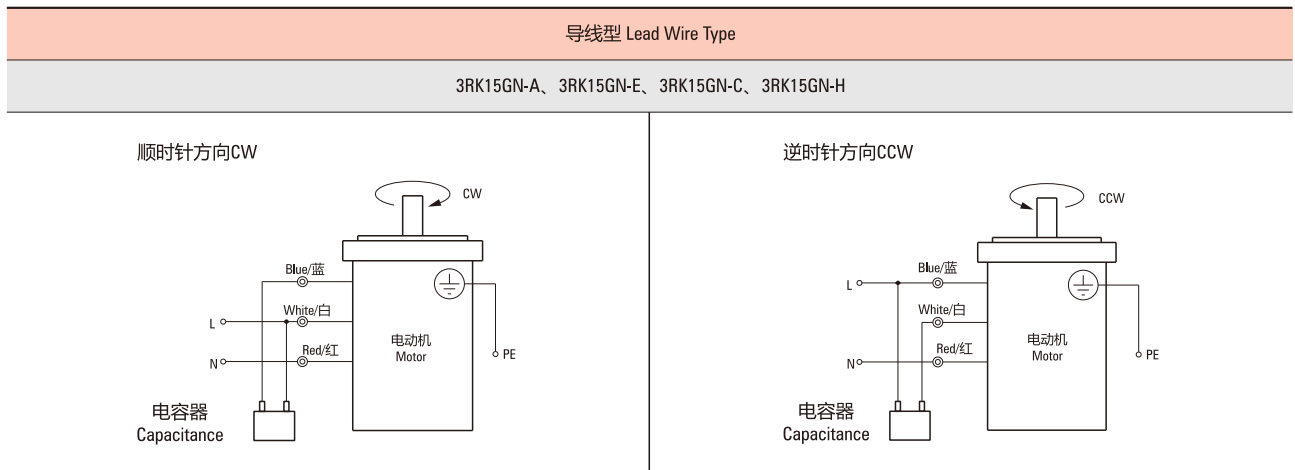 导线型 Lead Wire Type
3RK15GN-A、3RK15GN-E、3RK15GN-C、3RK15GN-H
顺时针方向CW
CW
Blue/蓝
White/白
L
Red/红
N
电动机
Motor
PE
电容器
Capacitance
逆时针方向CCW
CCW
Blue/蓝
L
White/白
Red/红
N
电动机
Motor
PE
电容器
Capacitance